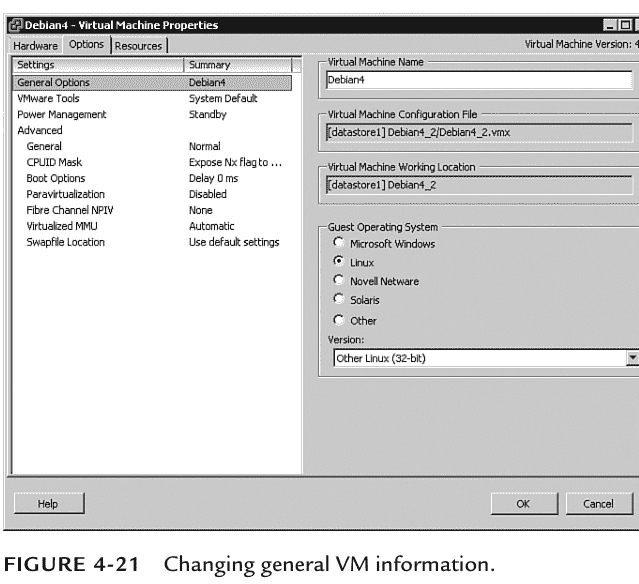 Debian4 - Virtual Machine Properties
Hardware Options Resources Virtual Machine Version: 4
Settings Summary
General Options Debian4
VMware Tools System Default
Power Management Standby
Advanced
General Normal
CPUID Mask Expose Nx flag to ...
Boot Options Delay 0 ms
Paravirtualization Disabled
Fibre Channel NPIV None
Virtualized MMU Automatic
Swapfile Location Use default settings
Virtual Machine Name
Debian4
Virtual Machine Configuration File
[datastore1] Debian4_2/Debian4_2.vmx
Virtual Machine Working Location
[datastore1] Debian4_2
Guest Operating System
Microsoft Windows
Linux
Novell Netware
Solaris
Other
Version:
Other Linux (32-bit)
Help OK Cancel
FIGURE 4-21 Changing general VM information.